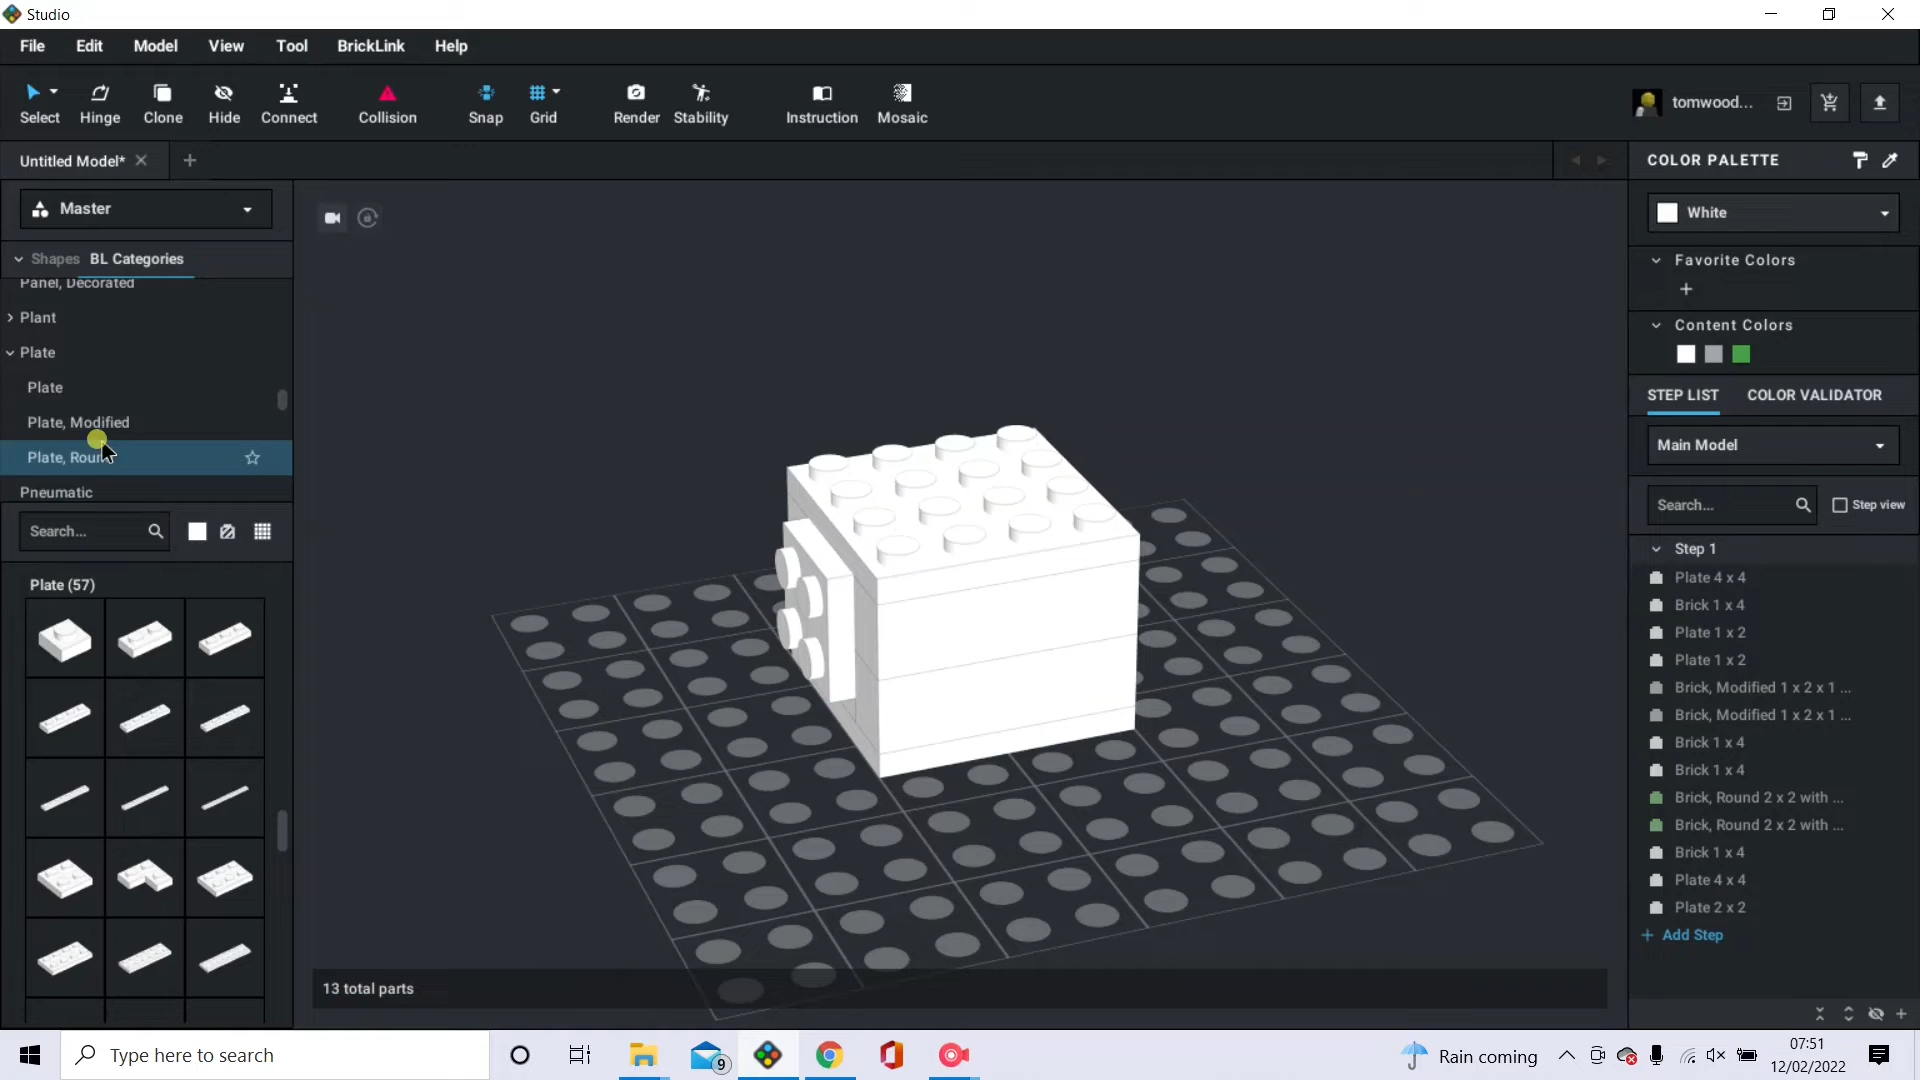 Studio
File Edit Model View Tool BrickLink Help
Select Hinge Clone Hide Connect Collision Snap Grid Render Stability Instruction Mosaic
tomwood...
Untitled Model*
COLOR PALETTE
Master
White
Shapes BL Categories
Favorite Colors
Panel, Decorated
Plant
Content Colors
Plate
Plate
STEP LIST COLOR VALIDATOR
Plate, Modified
Main Model
Plate, Roun
Pneumatic
Search...
Search...
Step view
Step 1
Plate (57)
Plate 4 x 4
Brick 1 x 4
Plate 1 x 2
Plate 1 x 2
Brick, Modified 1 x 2 x 1 ...
Brick, Modified 1 x 2 x 1 ...
Brick 1 x 4
Brick 1 x 4
Brick, Round 2 x 2 with ...
Brick, Round 2 x 2 with ...
Brick 1 x 4
Plate 4 x 4
Plate 2 x 2
+ Add Step
13 total parts
Type here to search
9
Rain coming
07:51
12/02/2022